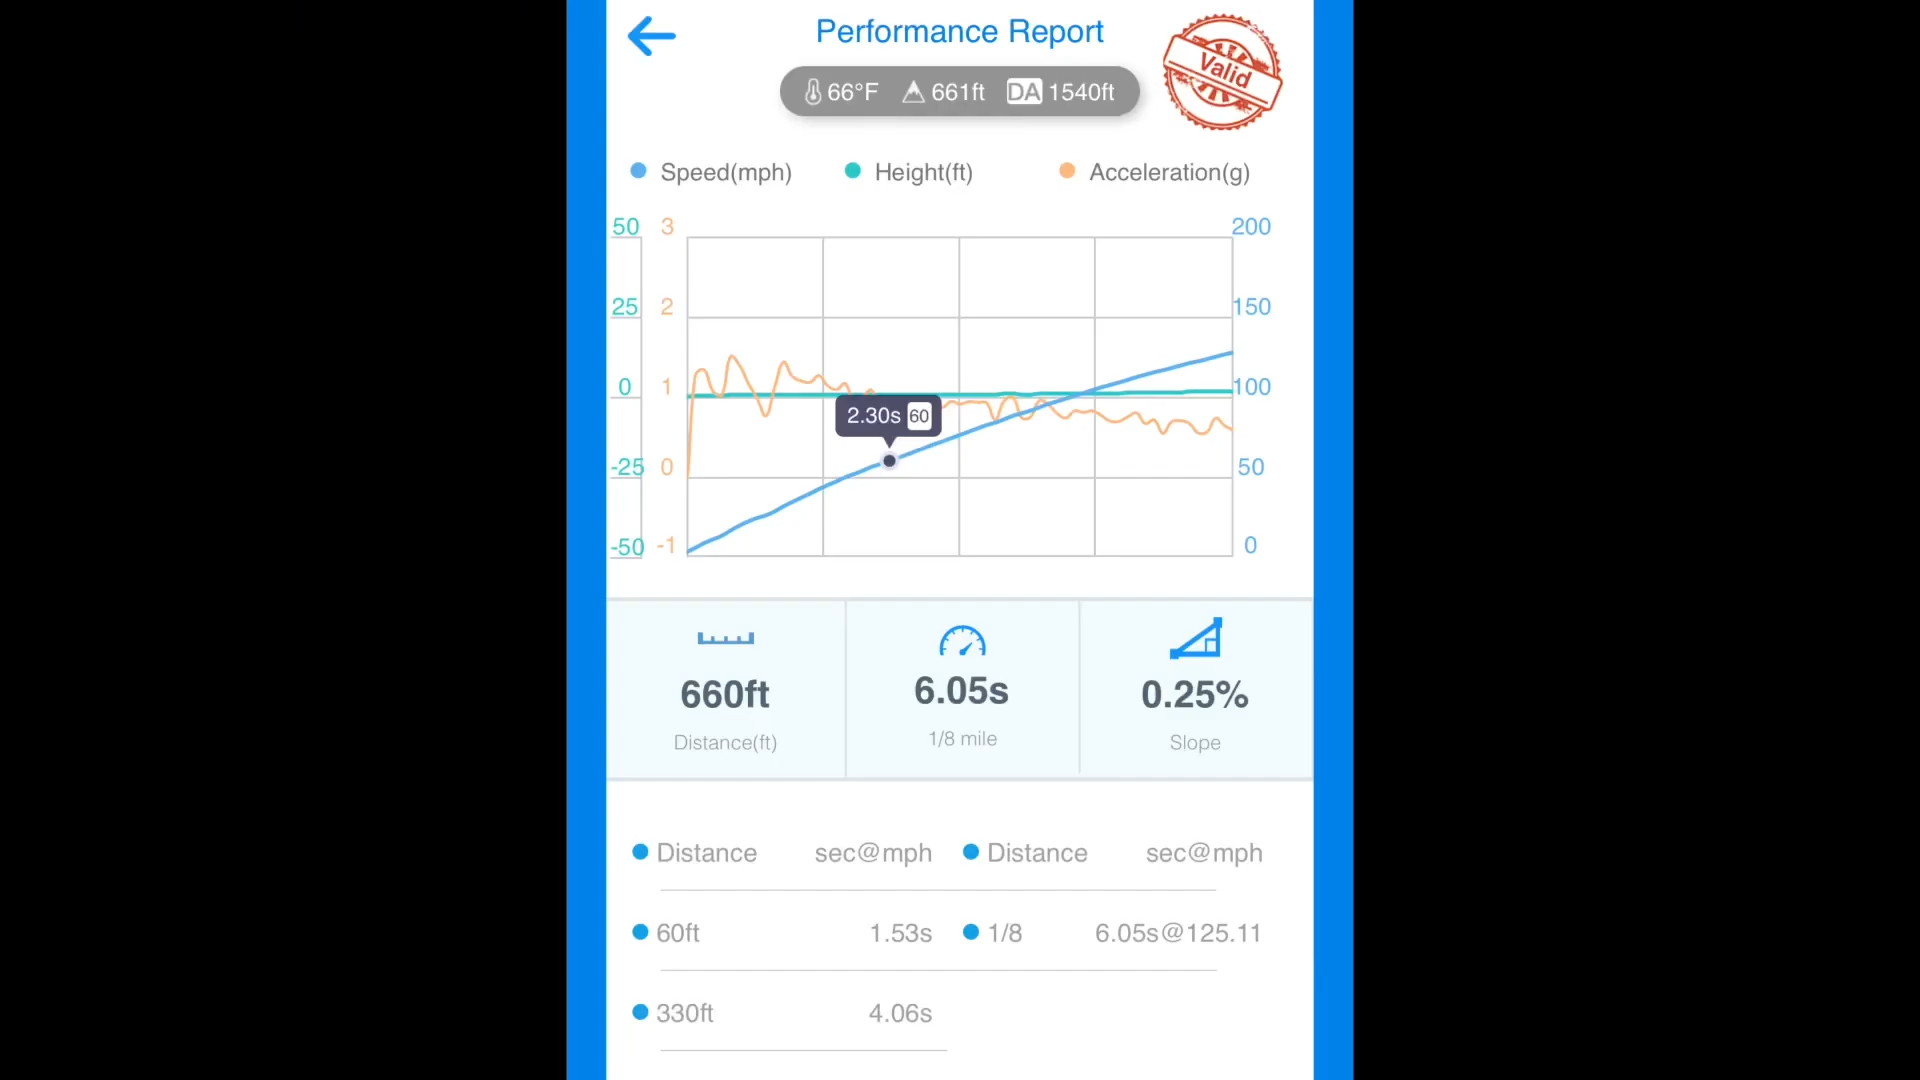 Performance Report
Valid
66°F 661ft DA 1540ft
Speed(mph) Height(ft) Acceleration(g)
50 3 200
25 2 150
0 1 100
2.30s 60
-25 0 50
-50 -1 0
660ft 6.05s 0.25%
Distance(ft) 1/8 mile Slope
Distance sec@mph Distance sec@mph
60ft 1.53s 1/8 6.05s@125.11
330ft 4.06s